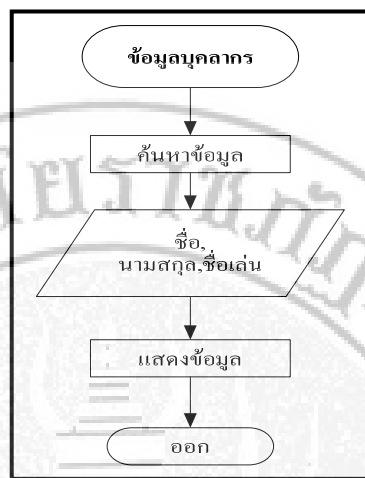 ข้อมูลบุคลากร
ค้นหาข้อมูล
ชื่อ,
นามสกุล,ชื่อเล่น
แสดงข้อมูล
ออก